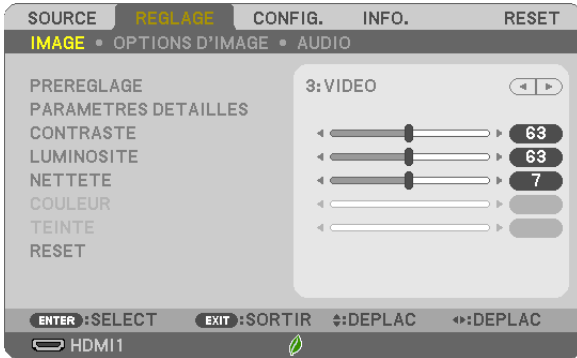 SOURCE REGLAGE CONFIG. INFO. RESET
IMAGE • OPTIONS D'IMAGE • AUDIO
PREREGLAGE 3:VIDEO
PARAMETRES DETAILLES
CONTRASTE 63
LUMINOSITE 63
NETTETE 7
COULEUR
TEINTE
RESET
ENTER :SELECT EXIT :SORTIR :DEPLAC :DEPLAC
HDMI1